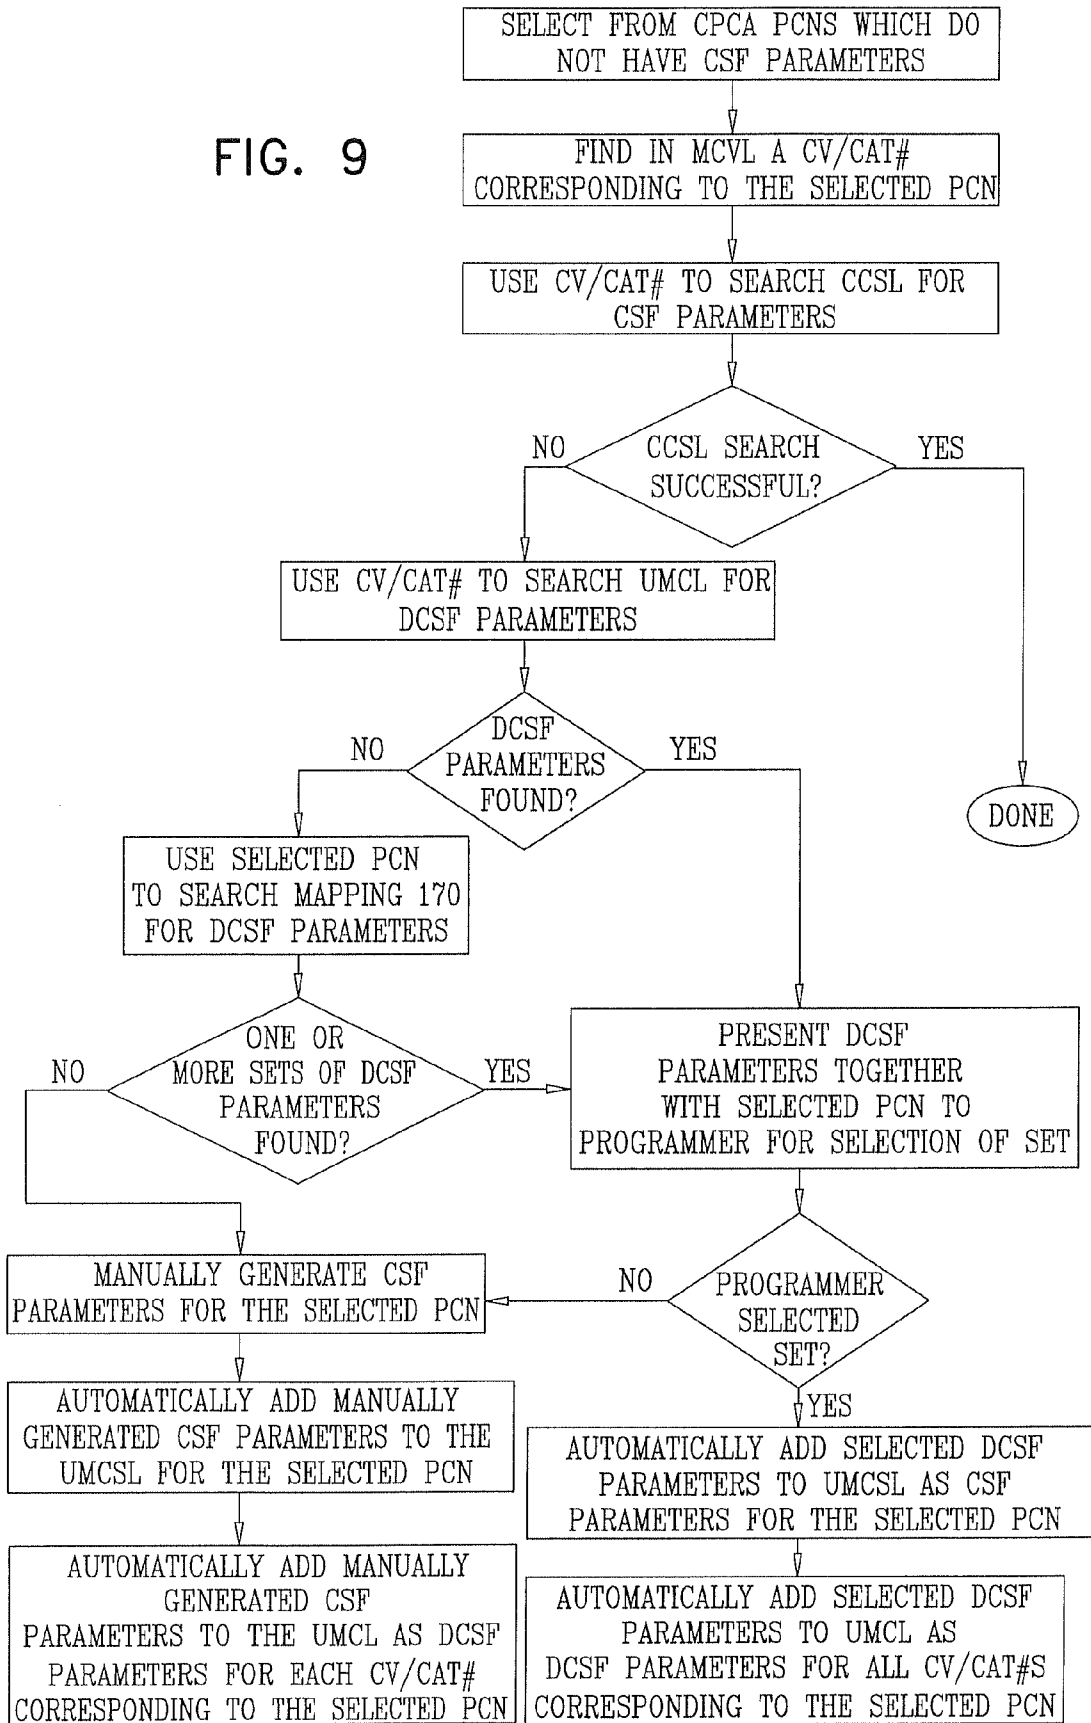 SELECT FROM CPCA PCNS WHICH DO
NOT HAVE CSF PARAMETERS
FIG. 9
FIND IN MCVL A CV/CAT#
CORRESPONDING TO THE SELECTED PCN
USE CV/CAT# TO SEARCH CCSL FOR
CSF PARAMETERS
NO
CCSL SEARCH
SUCCESSFUL?
YES
USE CV/CAT# TO SEARCH UMCL FOR
DCSF PARAMETERS
NO
DCSF
PARAMETERS
FOUND?
YES
DONE
USE SELECTED PCN
TO SEARCH MAPPING 170
FOR DCSF PARAMETERS
NO
ONE OR
MORE SETS OF DCSF
PARAMETERS
FOUND?
YES
PRESENT DCSF
PARAMETERS TOGETHER
WITH SELECTED PCN TO
PROGRAMMER FOR SELECTION OF SET
MANUALLY GENERATE CSF
PARAMETERS FOR THE SELECTED PCN
NO
PROGRAMMER
SELECTED
SET?
YES
AUTOMATICALLY ADD MANUALLY
GENERATED CSF PARAMETERS TO THE
UMCSL FOR THE SELECTED PCN
AUTOMATICALLY ADD SELECTED DCSF
PARAMETERS TO UMCSL AS CSF
PARAMETERS FOR THE SELECTED PCN
AUTOMATICALLY ADD MANUALLY
GENERATED CSF
PARAMETERS TO THE UMCL AS DCSF
PARAMETERS FOR EACH CV/CAT#
CORRESPONDING TO THE SELECTED PCN
AUTOMATICALLY ADD SELECTED DCSF
PARAMETERS TO UMCL AS
DCSF PARAMETERS FOR ALL CV/CAT#S
CORRESPONDING TO THE SELECTED PCN